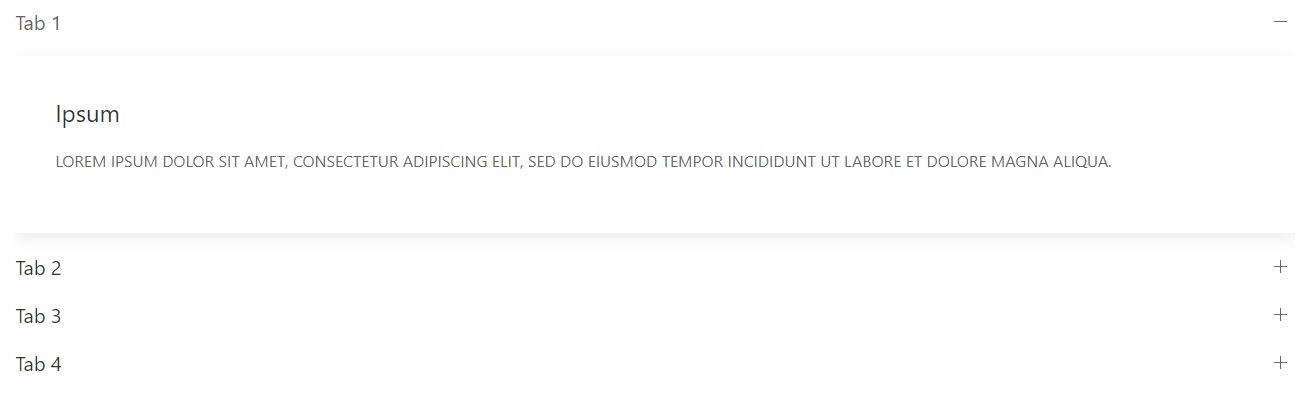 Tab 1
Ipsum
LOREM IPSUM DOLOR SIT AMET, CONSECTETUR ADIPISCING ELIT, SED DO EIUSMOD TEMPOR INCIDIDUNT UT LABORE ET DOLORE MAGNA ALIQUA.
Tab 2
Tab 3
Tab 4